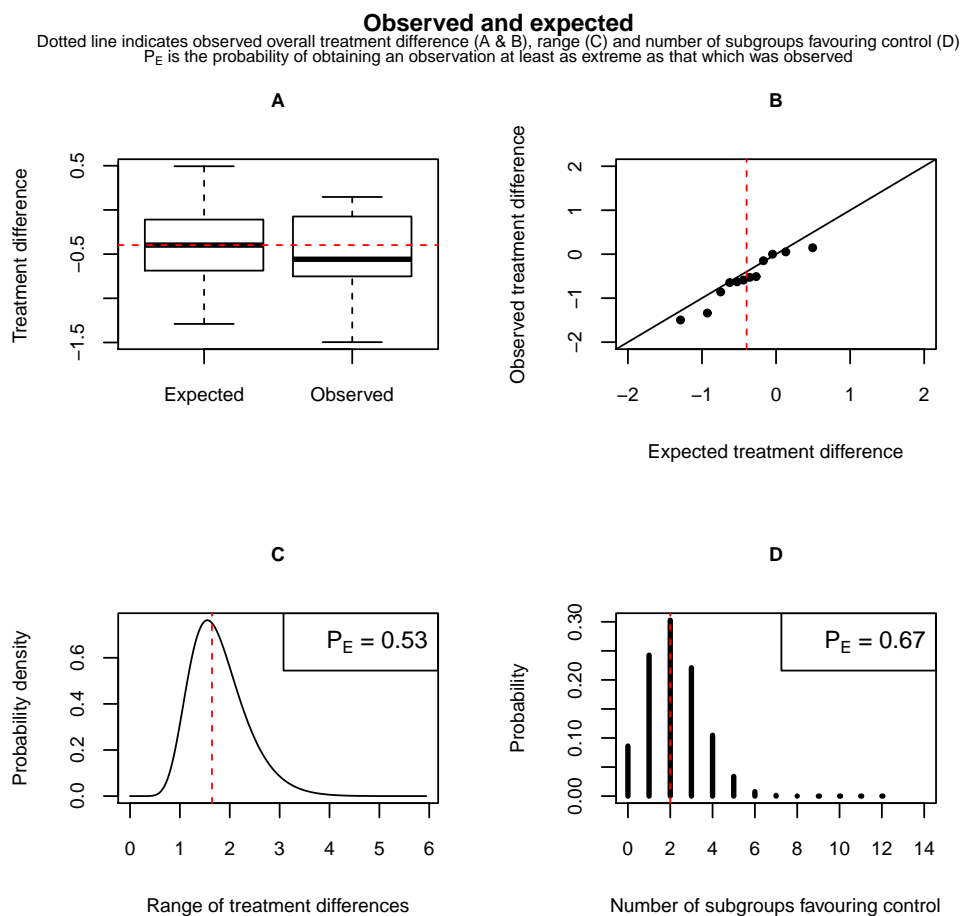 Observed and expected
Dotted line indicates observed overall treatment difference (A & B), range (C) and number of subgroups favouring control (D)
P_E is the probability of obtaining an observation at least as extreme as that which was observed
A
Treatment difference
0.5
−0.5
−1.5
Expected
Observed
B
Observed treatment difference
2
1
0
−1
−2
−2
−1
0
1
2
Expected treatment difference
C
Probability density
0.6
0.4
0.2
0.0
P_E = 0.53
0
1
2
3
4
5
6
Range of treatment differences
D
Probability
0.30
0.20
0.10
0.00
P_E = 0.67
0
2
4
6
8
10
12
14
Number of subgroups favouring control